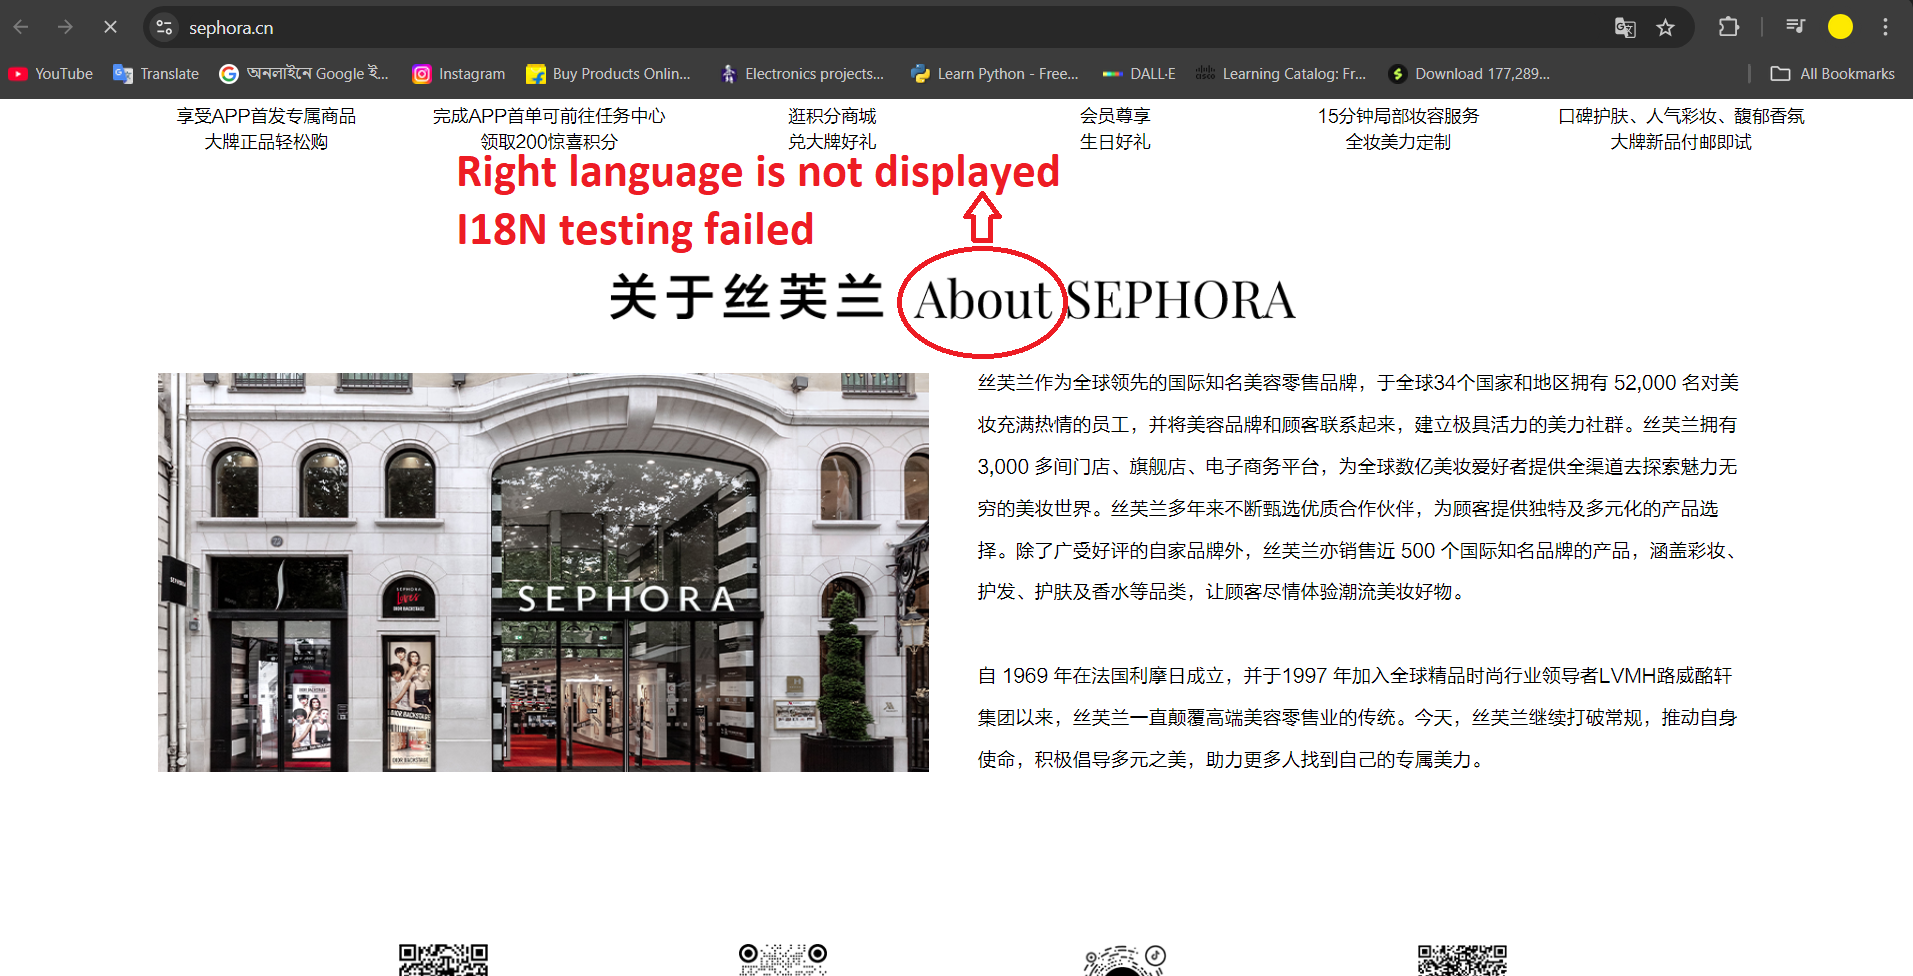 sephora.cn
YouTube
Translate
অনলাইনে Google ই...
Instagram
Buy Products Onlin...
Electronics projects...
Learn Python - Free...
DALL·E
Learning Catalog: Fr...
Download 177,289...
All Bookmarks
享受APP首发专属商品
大牌正品轻松购
完成APP首单可前往任务中心
领取200惊喜积分
逛积分商城
兑大牌好礼
会员尊享
生日好礼
15分钟局部妆容服务
全妆美力定制
口碑护肤、人气彩妆、馥郁香氛
大牌新品付邮即试
Right language is not displayed
I18N testing failed
关于丝芙兰 About SEPHORA
丝芙兰作为全球领先的国际知名美容零售品牌，于全球34个国家和地区拥有 52,000 名对美
妆充满热情的员工，并将美容品牌和顾客联系起来，建立极具活力的美力社群。丝芙兰拥有
3,000 多间门店、旗舰店、电子商务平台，为全球数亿美妆爱好者提供全渠道去探索魅力无
穷的美妆世界。丝芙兰多年来不断甄选优质合作伙伴，为顾客提供独特及多元化的产品选
择。除了广受好评的自家品牌外，丝芙兰亦销售近 500 个国际知名品牌的产品，涵盖彩妆、
护发、护肤及香水等品类，让顾客尽情体验潮流美妆好物。
自 1969 年在法国利摩日成立，并于1997 年加入全球精品时尚行业领导者LVMH路威酩轩
集团以来，丝芙兰一直颠覆高端美容零售业的传统。今天，丝芙兰继续打破常规，推动自身
使命，积极倡导多元之美，助力更多人找到自己的专属美力。
SEPHORA
SEPHORA
SEPHORA
loves
DIOR BACKSTAGE
DIOR BACKSTAGE
DIOR BACKSTAGE